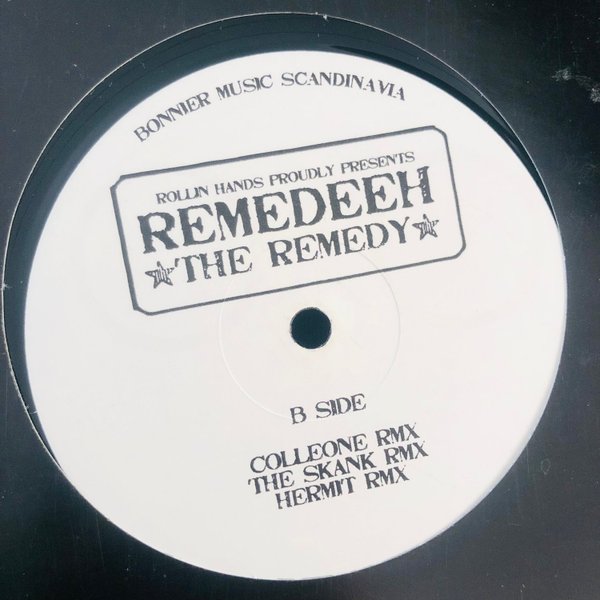 BONNIER MUSIC SCANDINAVIA
ROLLIN HANDS PROUDLY PRESENTS
REMEDEEH
THE REMEDY
B SIDE
COLLEONE RMX
THE SKANK RMX
HERMIT RMX